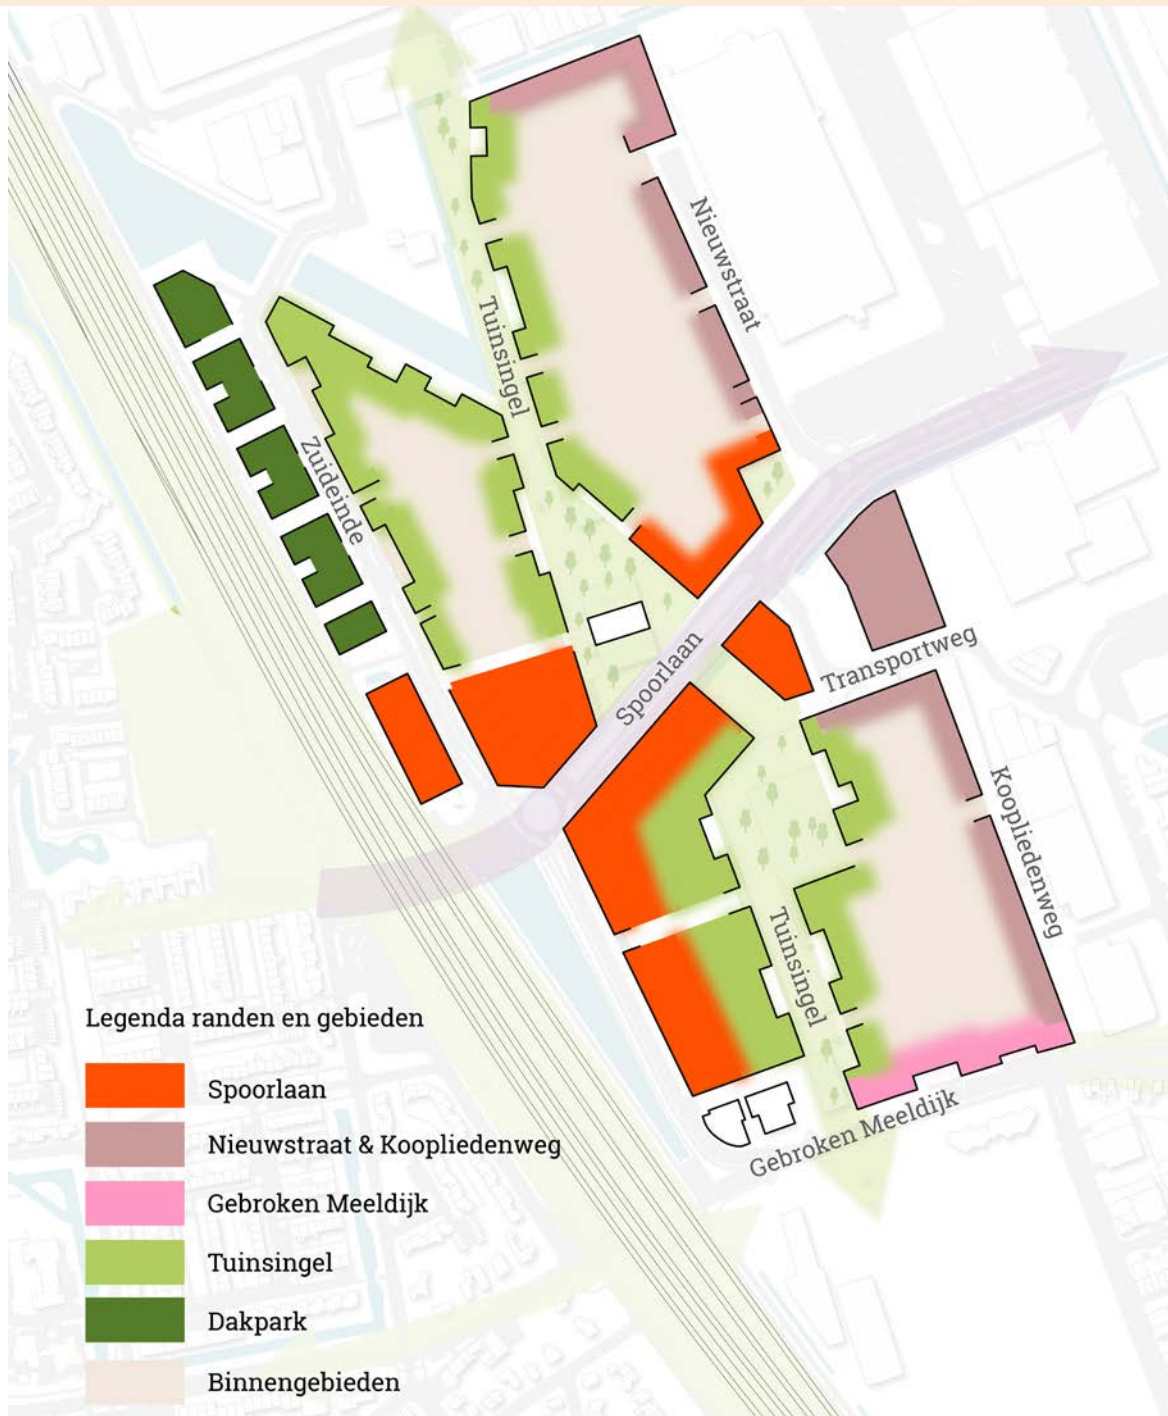 Nieuwstraat
Tuinsingel
Zuideinde
Spoorlaan
Transportweg
Koopliedenweg
Tuinsingel
Gebroken Meeldijk
Legenda randen en gebieden
Spoorlaan
Nieuwstraat & Koopliedenweg
Gebroken Meeldijk
Tuinsingel
Dakpark
Binnengebieden